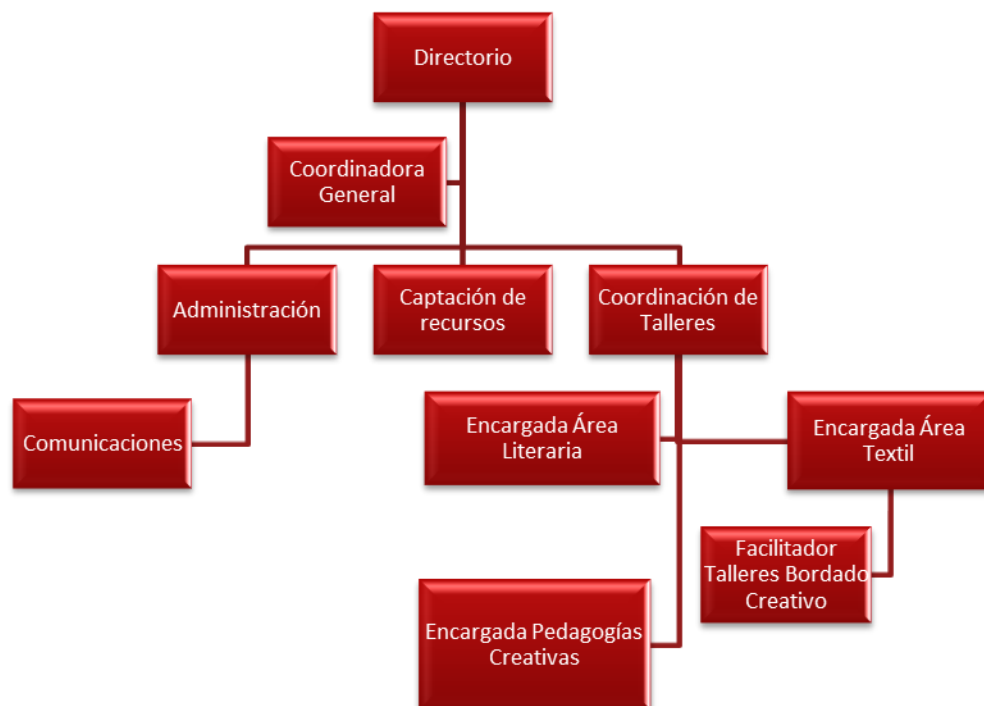 Directorio
Coordinadora
General
Administración
Captación de
recursos
Coordinación de
Talleres
Comunicaciones
Encargada Área
Literaria
Encargada Área
Textil
Facilitador
Talleres Bordado
Creativo
Encargada Pedagogías
Creativas